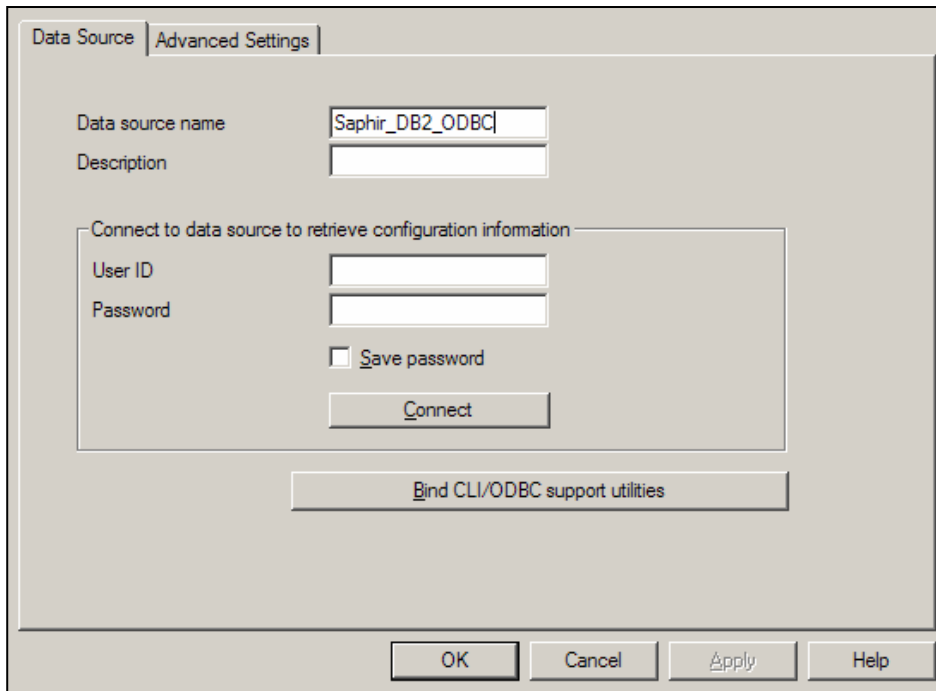 Data Source Advanced Settings
Data source name Saphir_DB2_ODBC
Description
Connect to data source to retrieve configuration information
User ID
Password
Save password
Connect
Bind CLI/ODBC support utilities
OK Cancel Apply Help